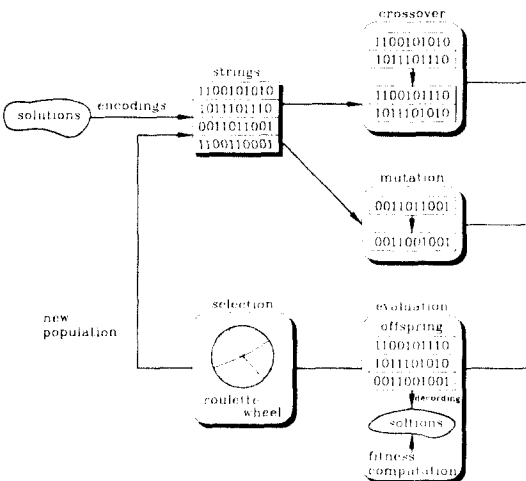 crossover
1100101010
1011101110
1100101110
1011101010
strings
1100101010
1011101110
0011011001
1100110001
solutions
encodings
mutation
0011011001
0011001001
new
population
selection
roulette
wheel
evaluation
offspring
1100101110
1011101010
0011001001
decording
soltions
fitness
computation